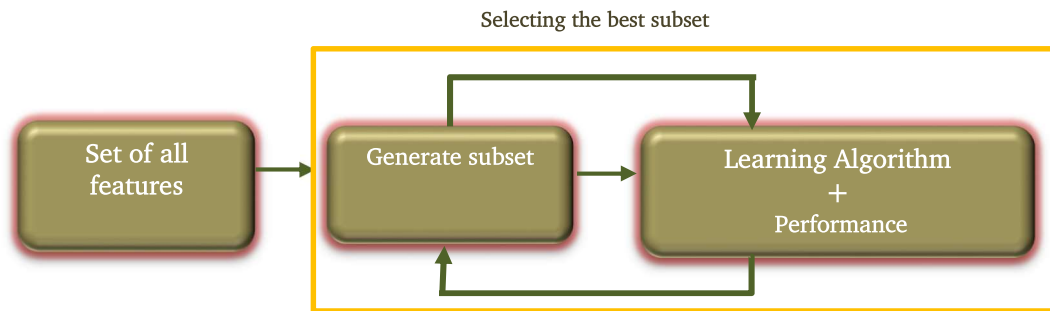 Selecting the best subset
Set of all
features
Generate subset
Learning Algorithm
+
Performance